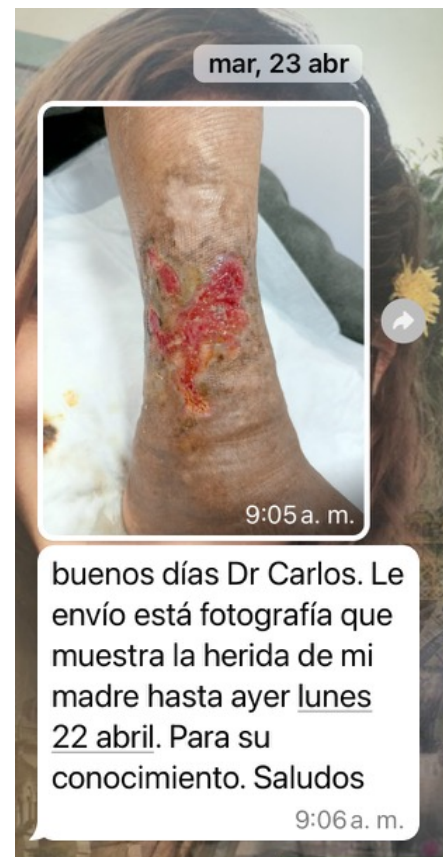 mar, 23 abr
9:05 a. m.
buenos días Dr Carlos. Le
envío está fotografía que
muestra la herida de mi
madre hasta ayer lunes
22 abril. Para su
conocimiento. Saludos
9:06 a. m.